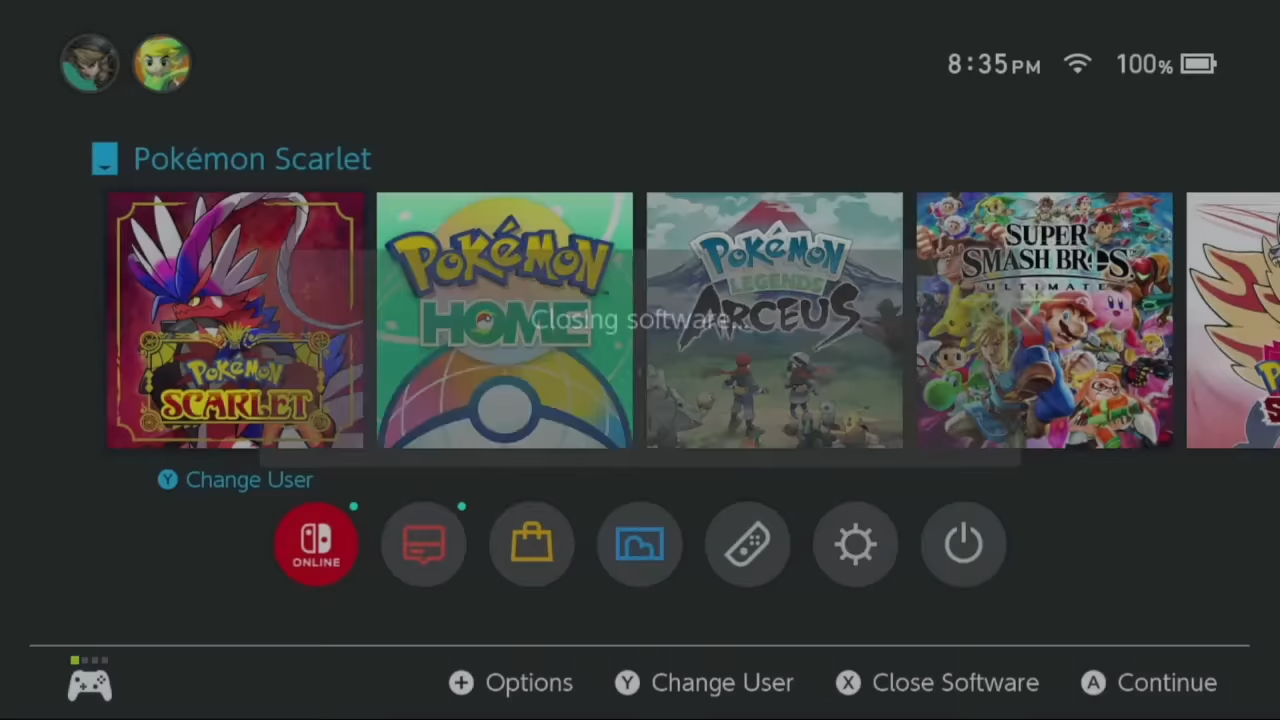 8:35PM 100%
Pokémon Scarlet
POKÉMON
SCARLET
POKÉMON
HOME
POKÉMON
LEGENDS
ARCEUS
SUPER
SMASH BROS.
ULTIMATE
Closing software...
Y Change User
ONLINE
+ Options Y Change User X Close Software A Continue